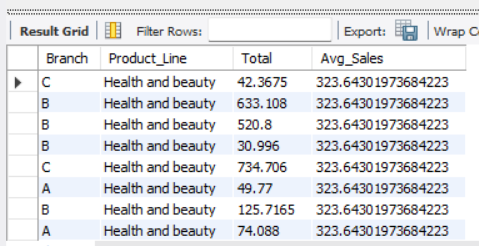 Result Grid Filter Rows: Export: Wrap C
Branch Product_Line Total Avg_Sales
C Health and beauty 42.3675 323.64301973684223
B Health and beauty 633.108 323.64301973684223
B Health and beauty 520.8 323.64301973684223
B Health and beauty 30.996 323.64301973684223
C Health and beauty 734.706 323.64301973684223
A Health and beauty 49.77 323.64301973684223
B Health and beauty 125.7165 323.64301973684223
A Health and beauty 74.088 323.64301973684223